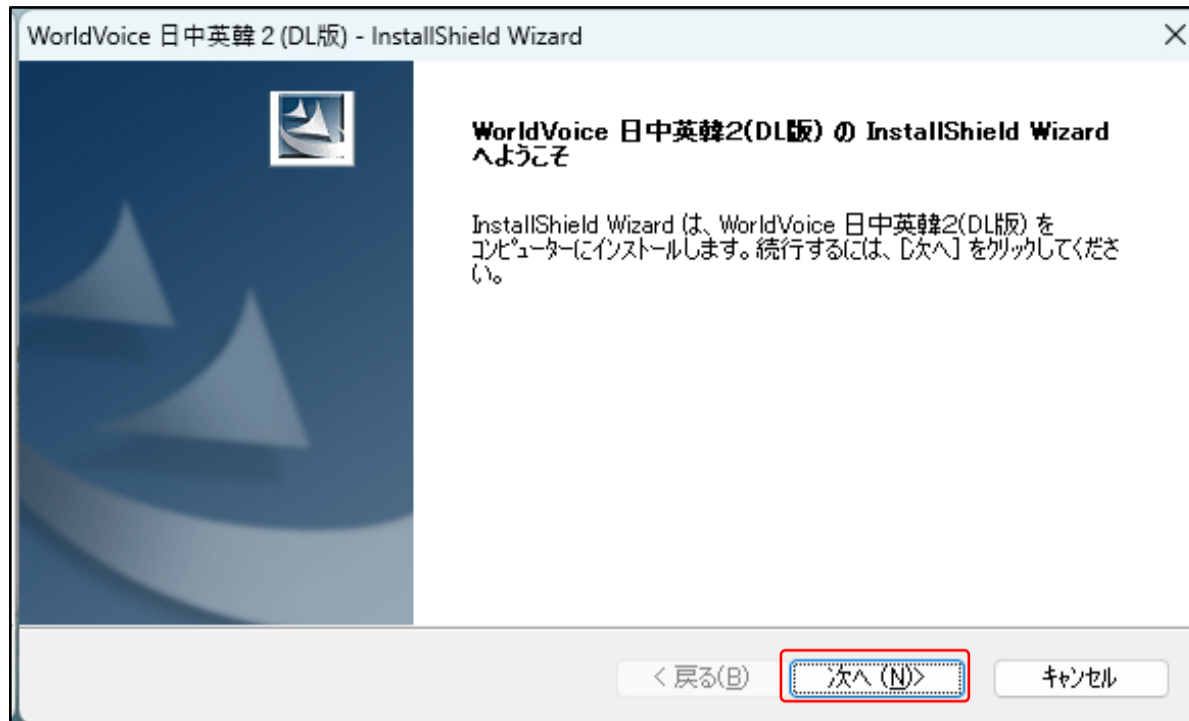 WorldVoice 日中英韓 2 (DL版) - InstallShield Wizard
WorldVoice 日中英韓2(DL版) の InstallShield Wizard
へようこそ
InstallShield Wizard は、WorldVoice 日中英韓2(DL版) を
コンピューターにインストールします。続行するには、[次へ] をクリックしてくださ
い。
< 戻る(B)
次へ (N)>
キャンセル